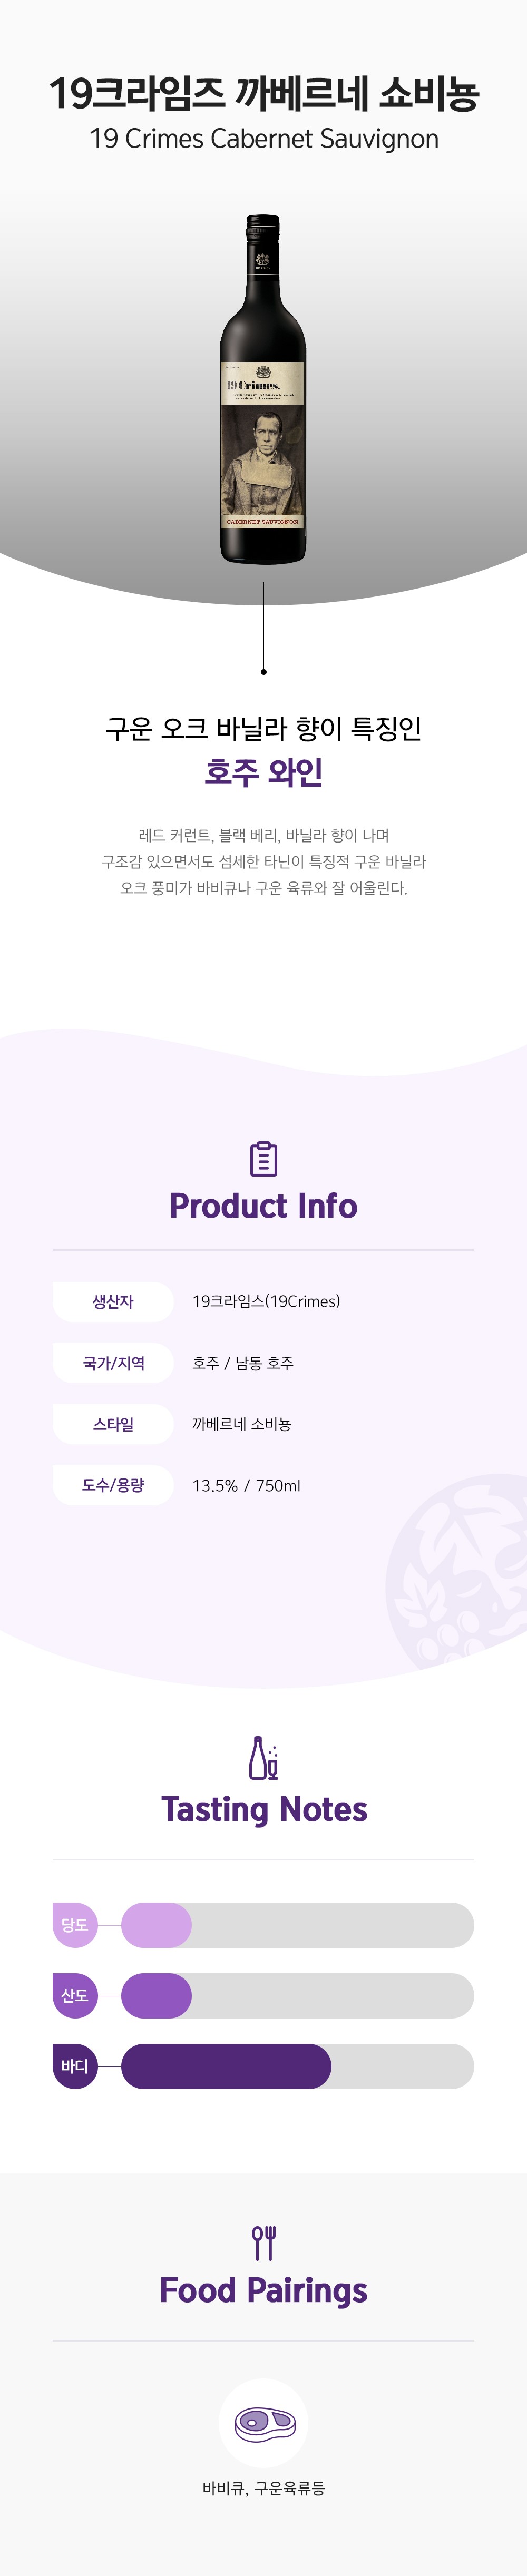 19크라임즈 까베르네 쇼비뇽
19 Crimes Cabernet Sauvignon
19 Crimes.
CABERNET SAUVIGNON
구운 오크 바닐라 향이 특징인
호주 와인
레드 커런트, 블랙 베리, 바닐라 향이 나며
구조감 있으면서도 섬세한 타닌이 특징적 구운 바닐라
오크 풍미가 바비큐나 구운 육류와 잘 어울린다.
Product Info
생산자 19크라임스(19Crimes)
국가/지역 호주 / 남동 호주
스타일 까베르네 소비뇽
도수/용량 13.5% / 750ml
Tasting Notes
당도
산도
바디
Food Pairings
바비큐, 구운육류등